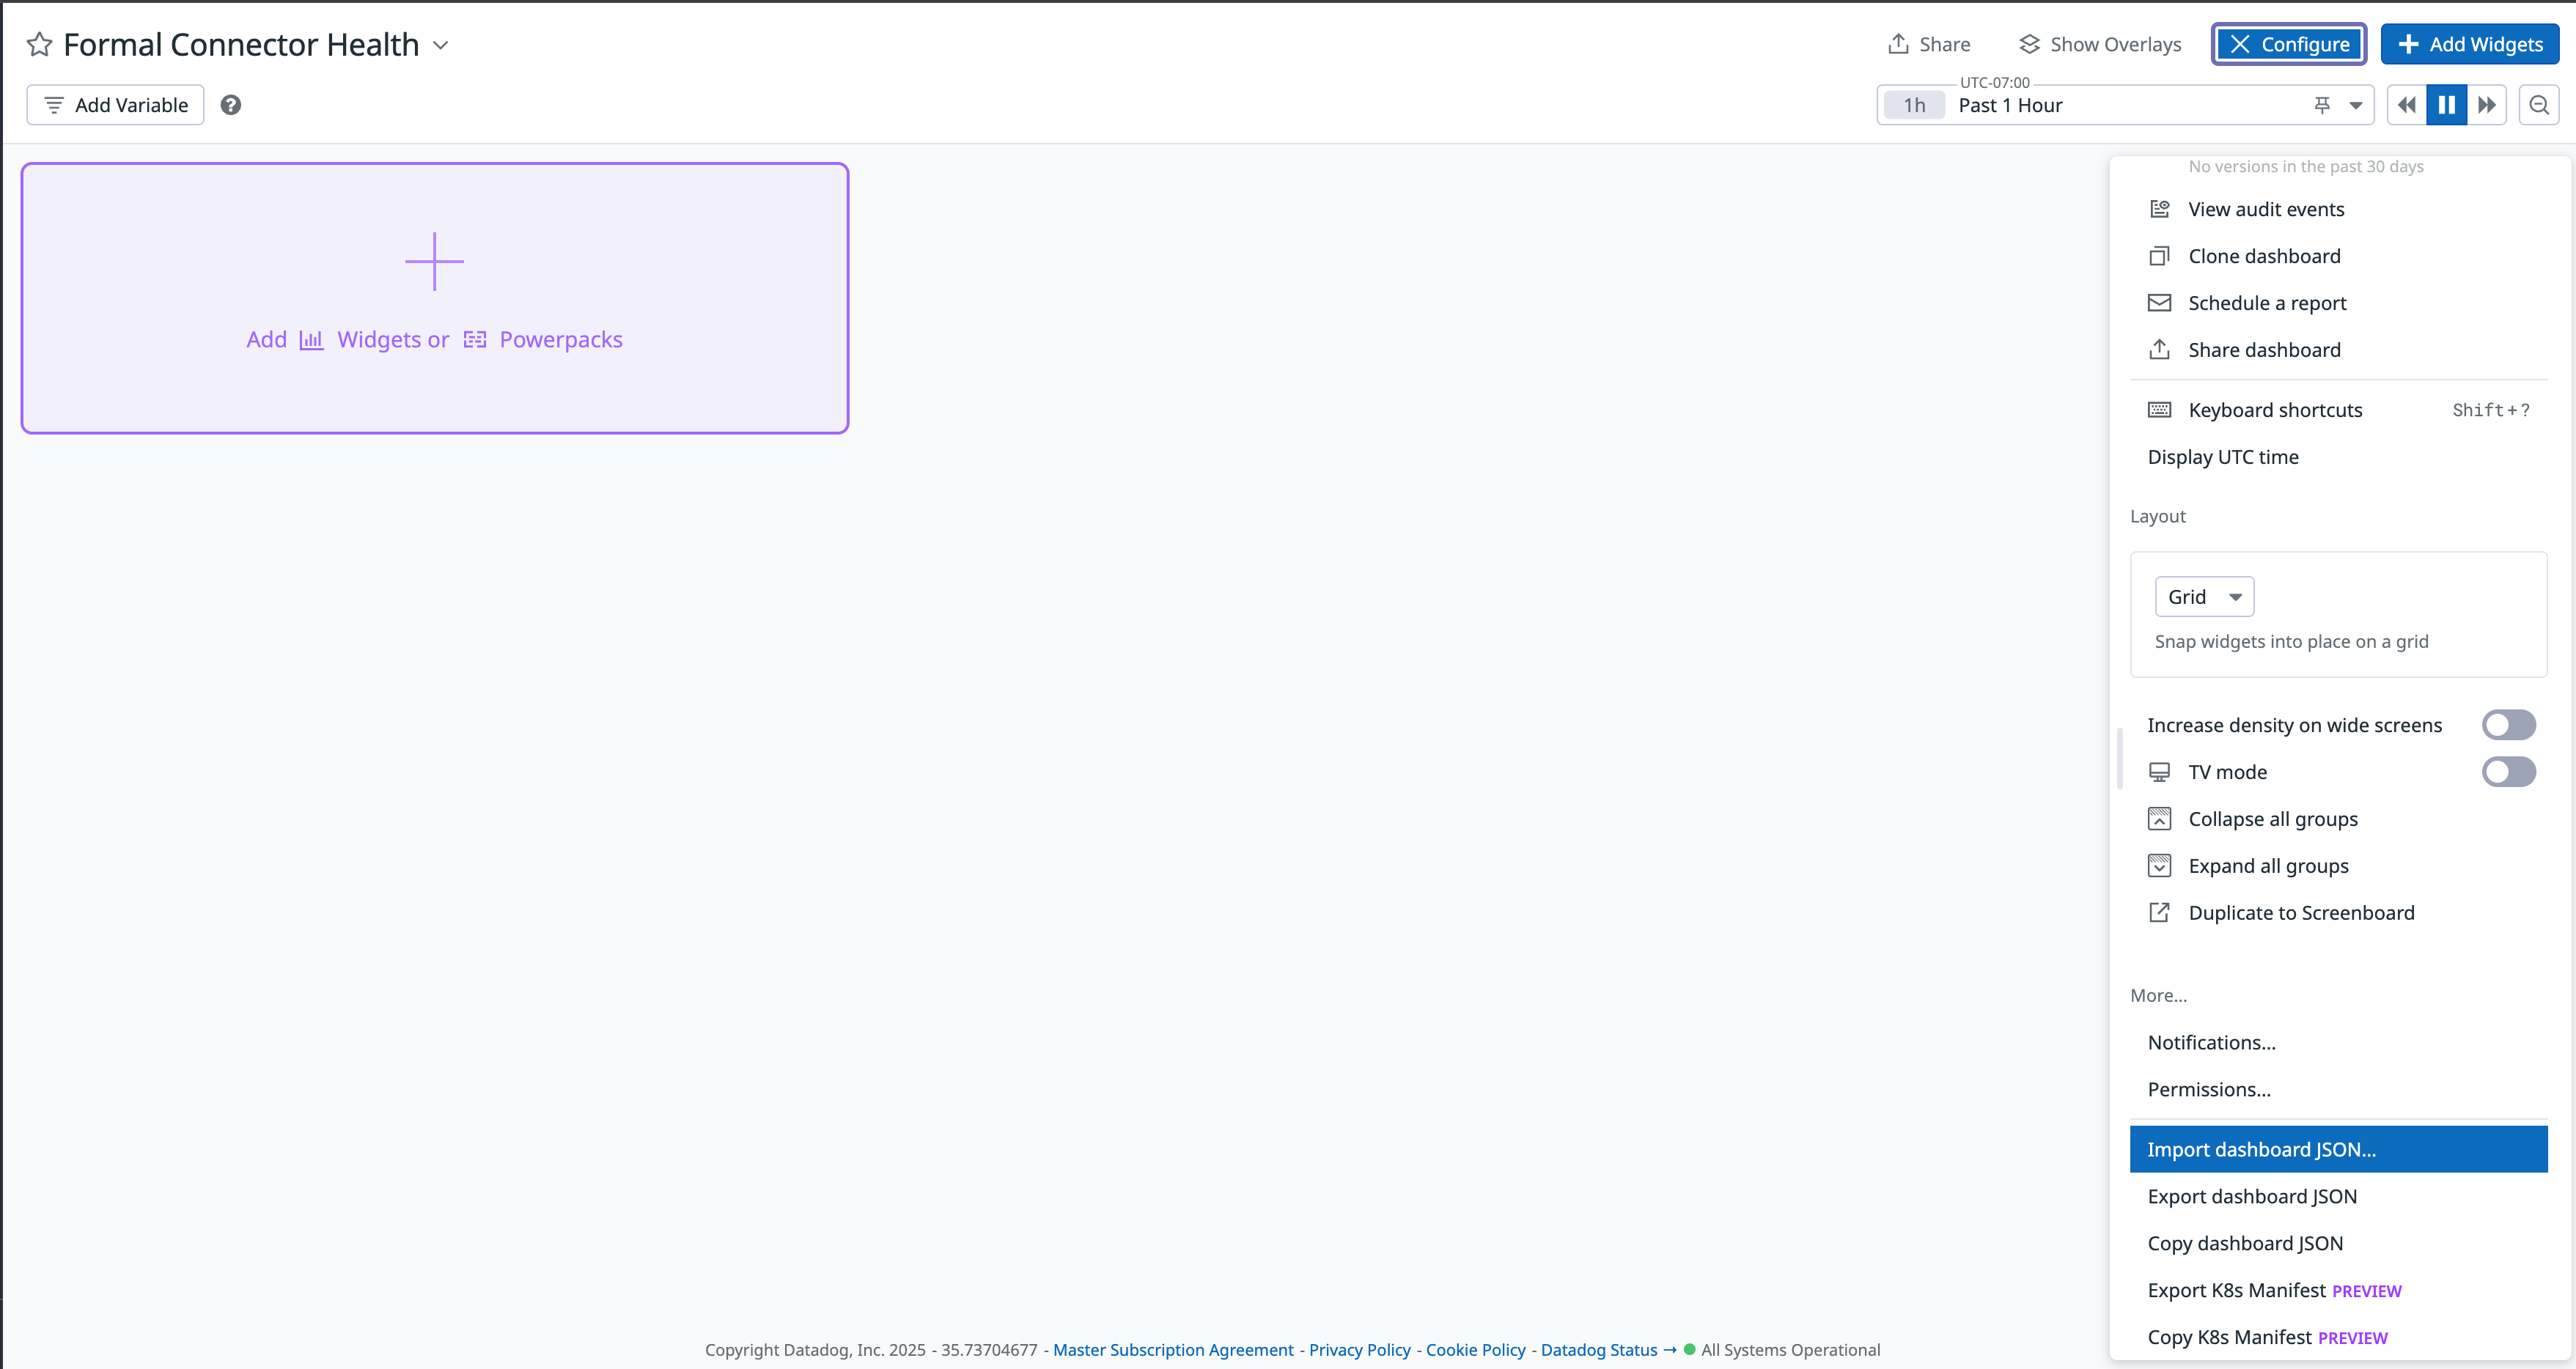 Formal Connector Health
Share
Show Overlays
Configure
Add Widgets
Add Variable
UTC-07:00
1h
Past 1 Hour
Add Widgets or Powerpacks
No versions in the past 30 days
View audit events
Clone dashboard
Schedule a report
Share dashboard
Keyboard shortcuts Shift+?
Display UTC time
Layout
Grid
Snap widgets into place on a grid
Increase density on wide screens
TV mode
Collapse all groups
Expand all groups
Duplicate to Screenboard
More...
Notifications...
Permissions...
Import dashboard JSON...
Export dashboard JSON
Copy dashboard JSON
Export K8s Manifest PREVIEW
Copy K8s Manifest PREVIEW
Copyright Datadog, Inc. 2025 - 35.73704677 - Master Subscription Agreement - Privacy Policy - Cookie Policy - Datadog Status → All Systems Operational